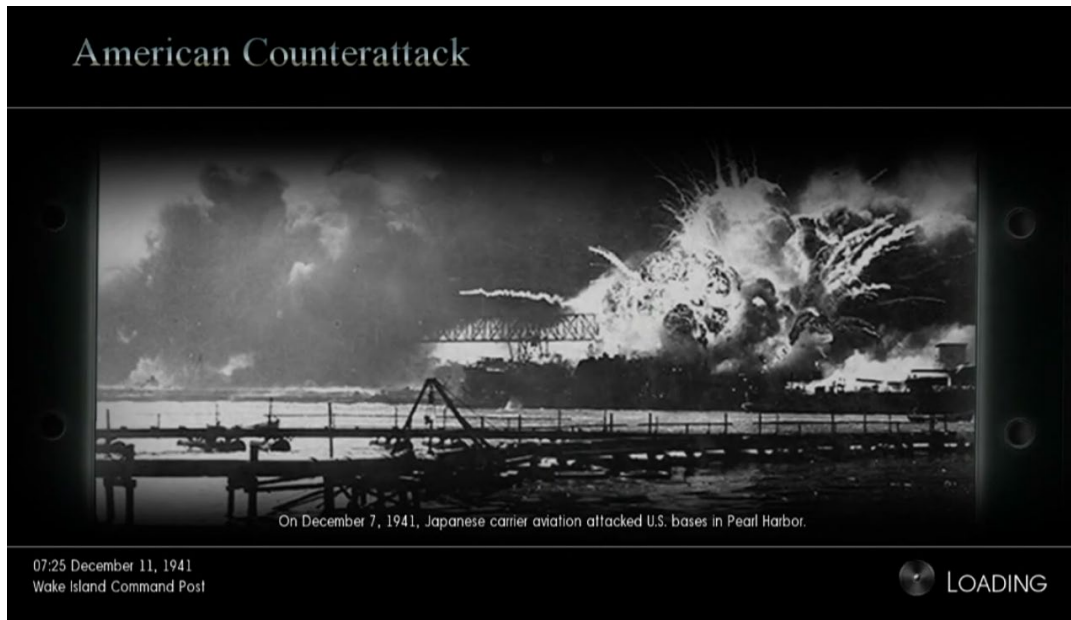 American Counterattack
On December 7, 1941, Japanese carrier aviation attacked U.S. bases in Pearl Harbor.
07:25 December 11, 1941
Wake Island Command Post
LOADING